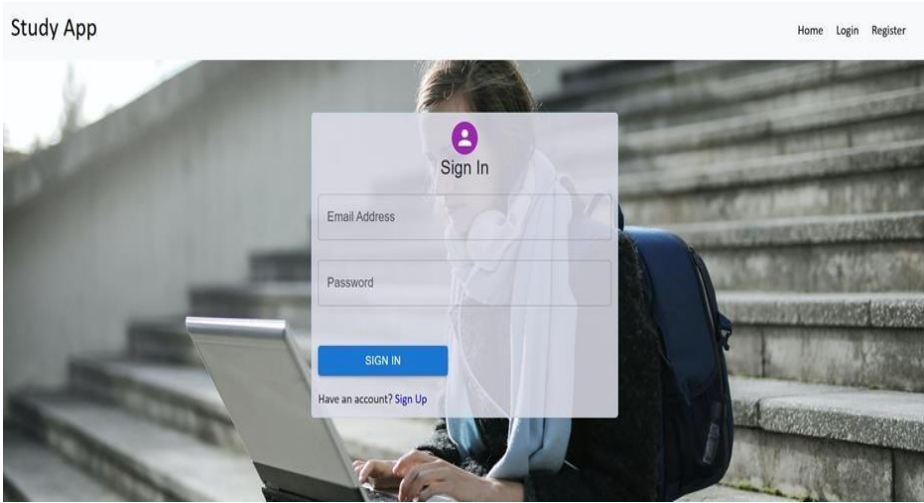 Study App
Home Login Register
Sign In
Email Address
Password
SIGN IN
Have an account? Sign Up